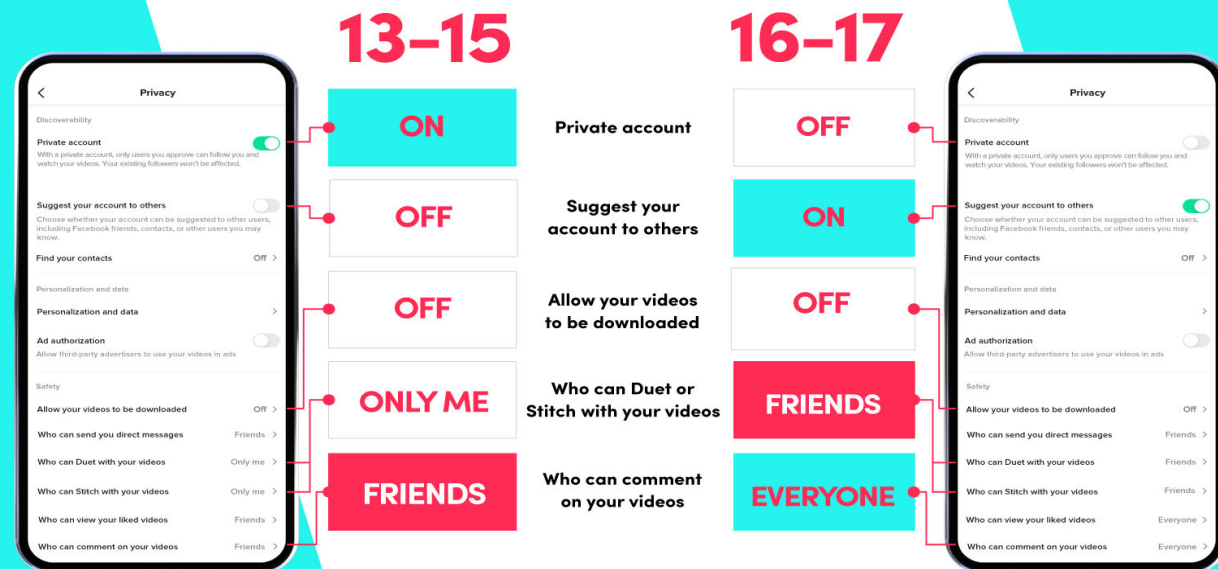 13–15
16–17
Privacy
Discoverability
Private account
With a private account, only users you approve can follow you and
watch your videos. Your existing followers won't be affected.
Suggest your account to others
Choose whether your account can be suggested to other users,
including Facebook friends, contacts, or other users you may
know.
Find your contacts Off >
Personalization and data
Personalization and data >
Ad authorization
Allow third-party advertisers to use your videos in ads
Safety
Allow your videos to be downloaded Off >
Who can send you direct messages Friends >
Who can Duet with your videos Only me >
Who can Stitch with your videos Only me >
Who can view your liked videos Friends >
Who can comment on your videos Friends >
ON
Private account
OFF
OFF
Suggest your
account to others
ON
OFF
Allow your videos
to be downloaded
OFF
ONLY ME
Who can Duet or
Stitch with your videos
FRIENDS
FRIENDS
Who can comment
on your videos
EVERYONE
Privacy
Discoverability
Private account
With a private account, only users you approve can follow you and
watch your videos. Your existing followers won't be affected.
Suggest your account to others
Choose whether your account can be suggested to other users,
including Facebook friends, contacts, or other users you may
know.
Find your contacts Off >
Personalization and data
Personalization and data >
Ad authorization
Allow third-party advertisers to use your videos in ads
Safety
Allow your videos to be downloaded Off >
Who can send you direct messages Friends >
Who can Duet with your videos Friends >
Who can Stitch with your videos Friends >
Who can view your liked videos Everyone >
Who can comment on your videos Everyone >